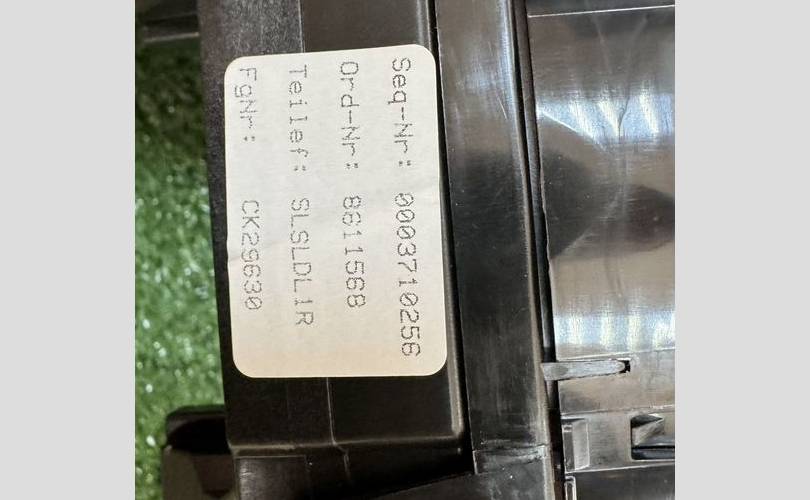 Seq-Nr: 0003710256
Ord-Nr: 8611568
Teilef: SLSLDL1R
FgNr: CK29630